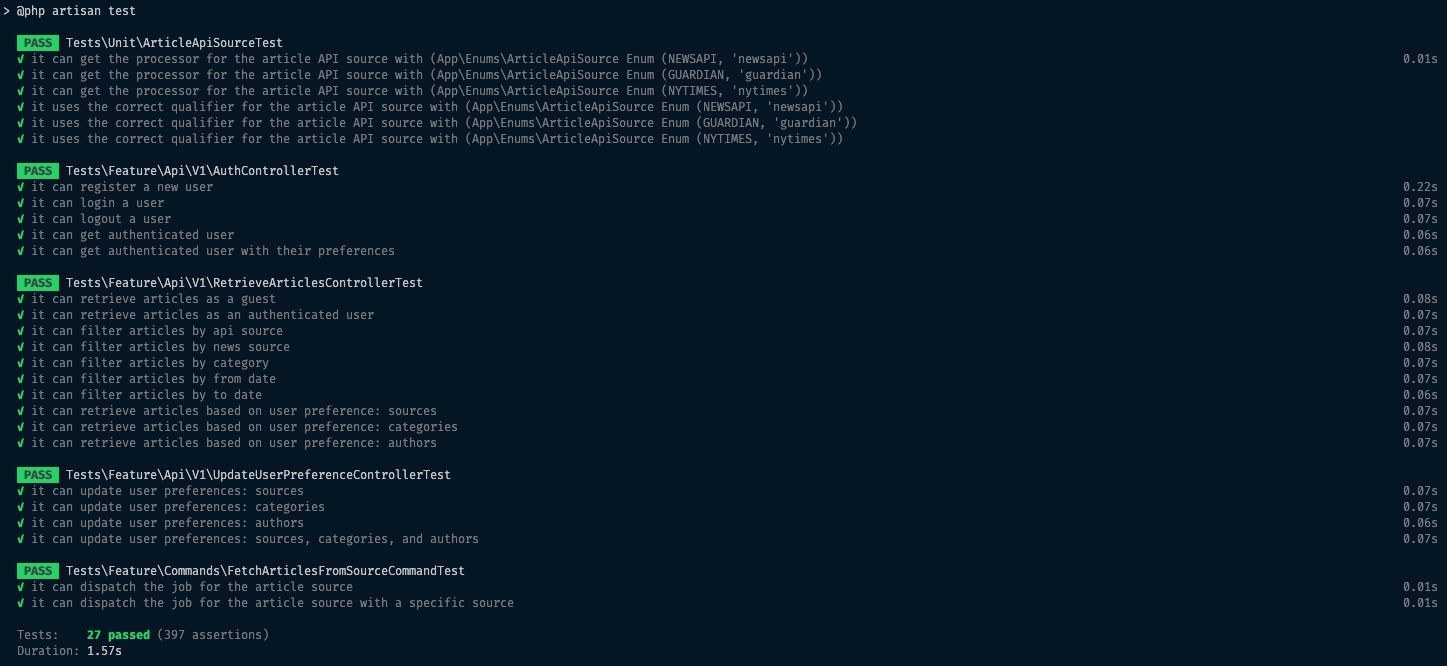 > @php artisan test
PASS Tests\Unit\ArticleApiSourceTest
✓ it can get the processor for the article API source with (App\Enums\ArticleApiSource Enum (NEWSAPI, 'newsapi')) 0.01s
✓ it can get the processor for the article API source with (App\Enums\ArticleApiSource Enum (GUARDIAN, 'guardian'))
✓ it can get the processor for the article API source with (App\Enums\ArticleApiSource Enum (NYTIMES, 'nytimes'))
✓ it uses the correct qualifier for the article API source with (App\Enums\ArticleApiSource Enum (NEWSAPI, 'newsapi'))
✓ it uses the correct qualifier for the article API source with (App\Enums\ArticleApiSource Enum (GUARDIAN, 'guardian'))
✓ it uses the correct qualifier for the article API source with (App\Enums\ArticleApiSource Enum (NYTIMES, 'nytimes'))
PASS Tests\Feature\Api\V1\AuthControllerTest
✓ it can register a new user 0.22s
✓ it can login a user 0.07s
✓ it can logout a user 0.07s
✓ it can get authenticated user 0.06s
✓ it can get authenticated user with their preferences 0.06s
PASS Tests\Feature\Api\V1\RetrieveArticlesControllerTest
✓ it can retrieve articles as a guest 0.08s
✓ it can retrieve articles as an authenticated user 0.07s
✓ it can filter articles by api source 0.07s
✓ it can filter articles by news source 0.08s
✓ it can filter articles by category 0.07s
✓ it can filter articles by from date 0.07s
✓ it can filter articles by to date 0.06s
✓ it can retrieve articles based on user preference: sources 0.07s
✓ it can retrieve articles based on user preference: categories 0.07s
✓ it can retrieve articles based on user preference: authors 0.07s
PASS Tests\Feature\Api\V1\UpdateUserPreferenceControllerTest
✓ it can update user preferences: sources 0.07s
✓ it can update user preferences: categories 0.07s
✓ it can update user preferences: authors 0.06s
✓ it can update user preferences: sources, categories, and authors 0.07s
PASS Tests\Feature\Commands\FetchArticlesFromSourceCommandTest
✓ it can dispatch the job for the article source 0.01s
✓ it can dispatch the job for the article source with a specific source 0.01s
Tests: 27 passed (397 assertions)
Duration: 1.57s